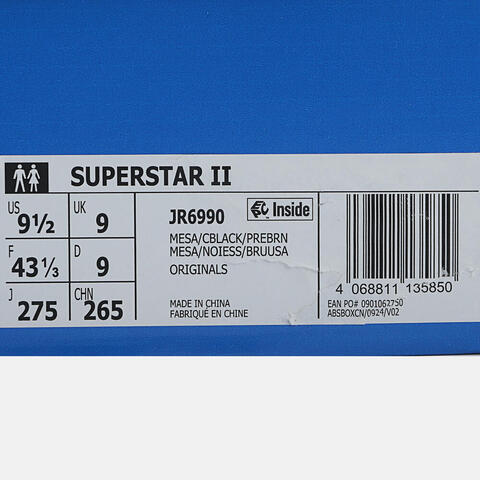 SUPERSTAR II
US 9½ UK 9
F 43⅓ D 9
J 275 CHN 265
JR6990 Inside
MESA/CBLACK/PREBRN
MESA/NOIESS/BRUUSA
ORIGINALS
MADE IN CHINA
FABRIQUÉ EN CHINE
4 068811 135850
EAN PO# 0901062750
ABSBOXCN/0924/V02